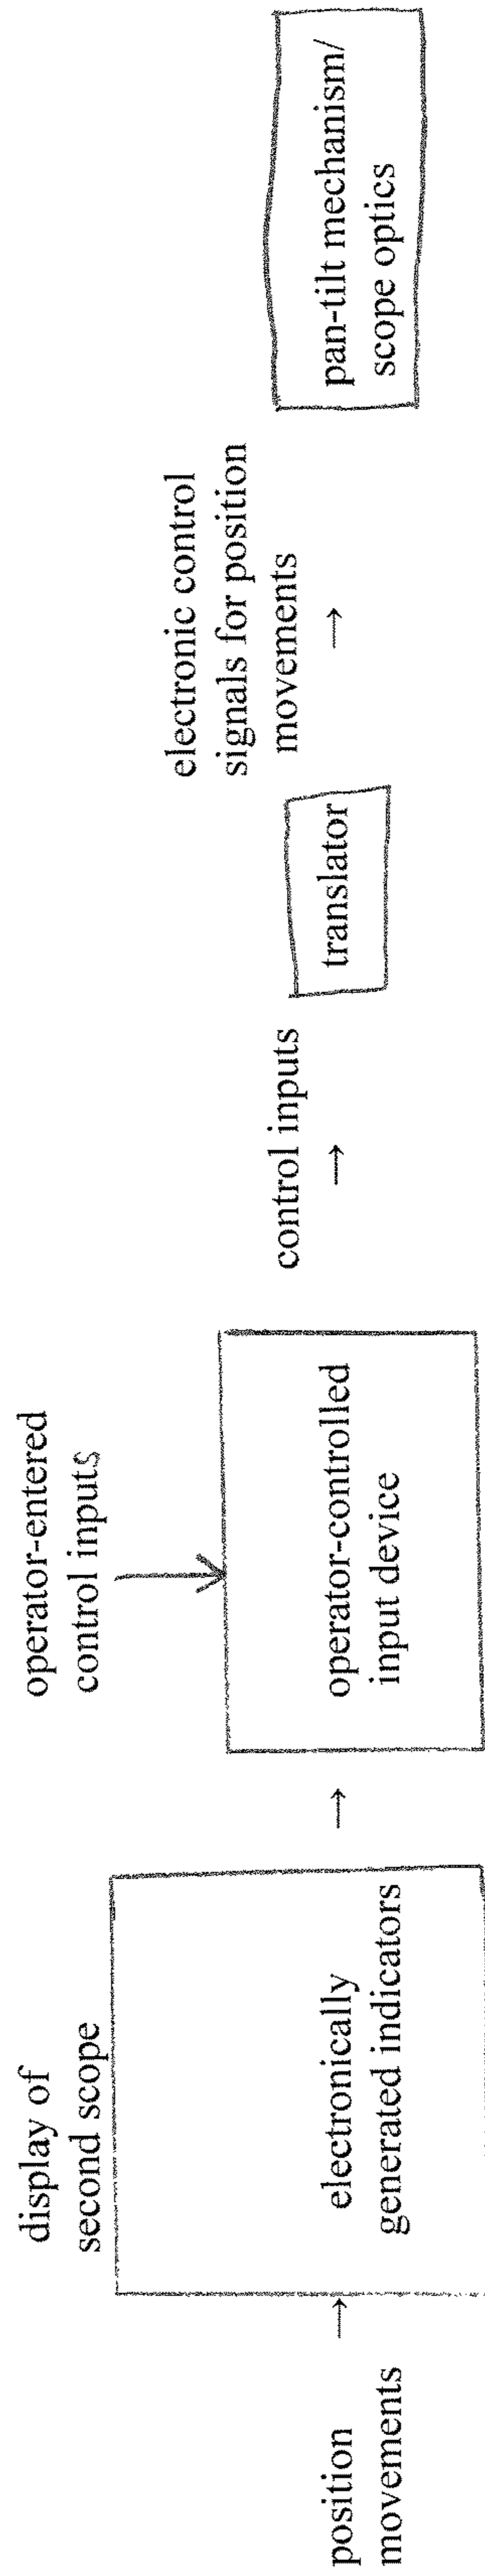 position
movements
→
display of
second scope
electronically
generated indicators
→
operator-entered
control inputs
operator-controlled
input device
control inputs
→
translator
electronic control
signals for position
movements
→
pan-tilt mechanism/
scope optics